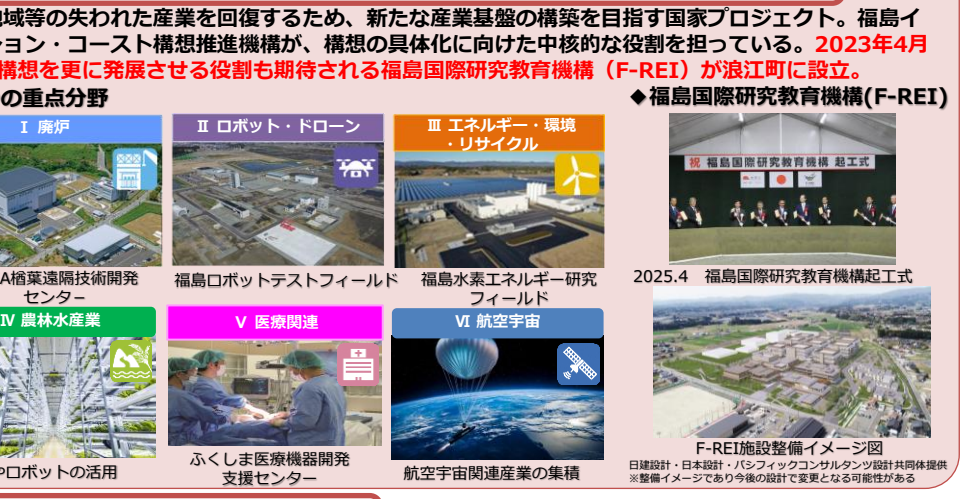 域等の失われた産業を回復するため、新たな産業基盤の構築を目指す国家プロジェクト。福島イ
ション・コースト構想推進機構が、構想の具体化に向けた中核的な役割を担っている。2023年4月
構想を更に発展させる役割も期待される福島国際研究教育機構（F-REI）が浪江町に設立。
の重点分野
◆福島国際研究教育機構(F-REI)
Ⅰ 廃炉
Ⅱ ロボット・ドローン
Ⅲ エネルギー・環境
・リサイクル
祝 福島国際研究教育機構 起工式
A楢葉遠隔技術開発
センター
福島ロボットテストフィールド
福島水素エネルギー研究
フィールド
2025.4 福島国際研究教育機構起工式
Ⅳ 農林水産業
Ⅴ 医療関連
Ⅵ 航空宇宙
ロボットの活用
ふくしま医療機器開発
支援センター
航空宇宙関連産業の集積
F-REI施設整備イメージ図
日建設計・日本設計・パシフィックコンサルタンツ設計共同体提供
※整備イメージであり今後の設計で変更となる可能性がある